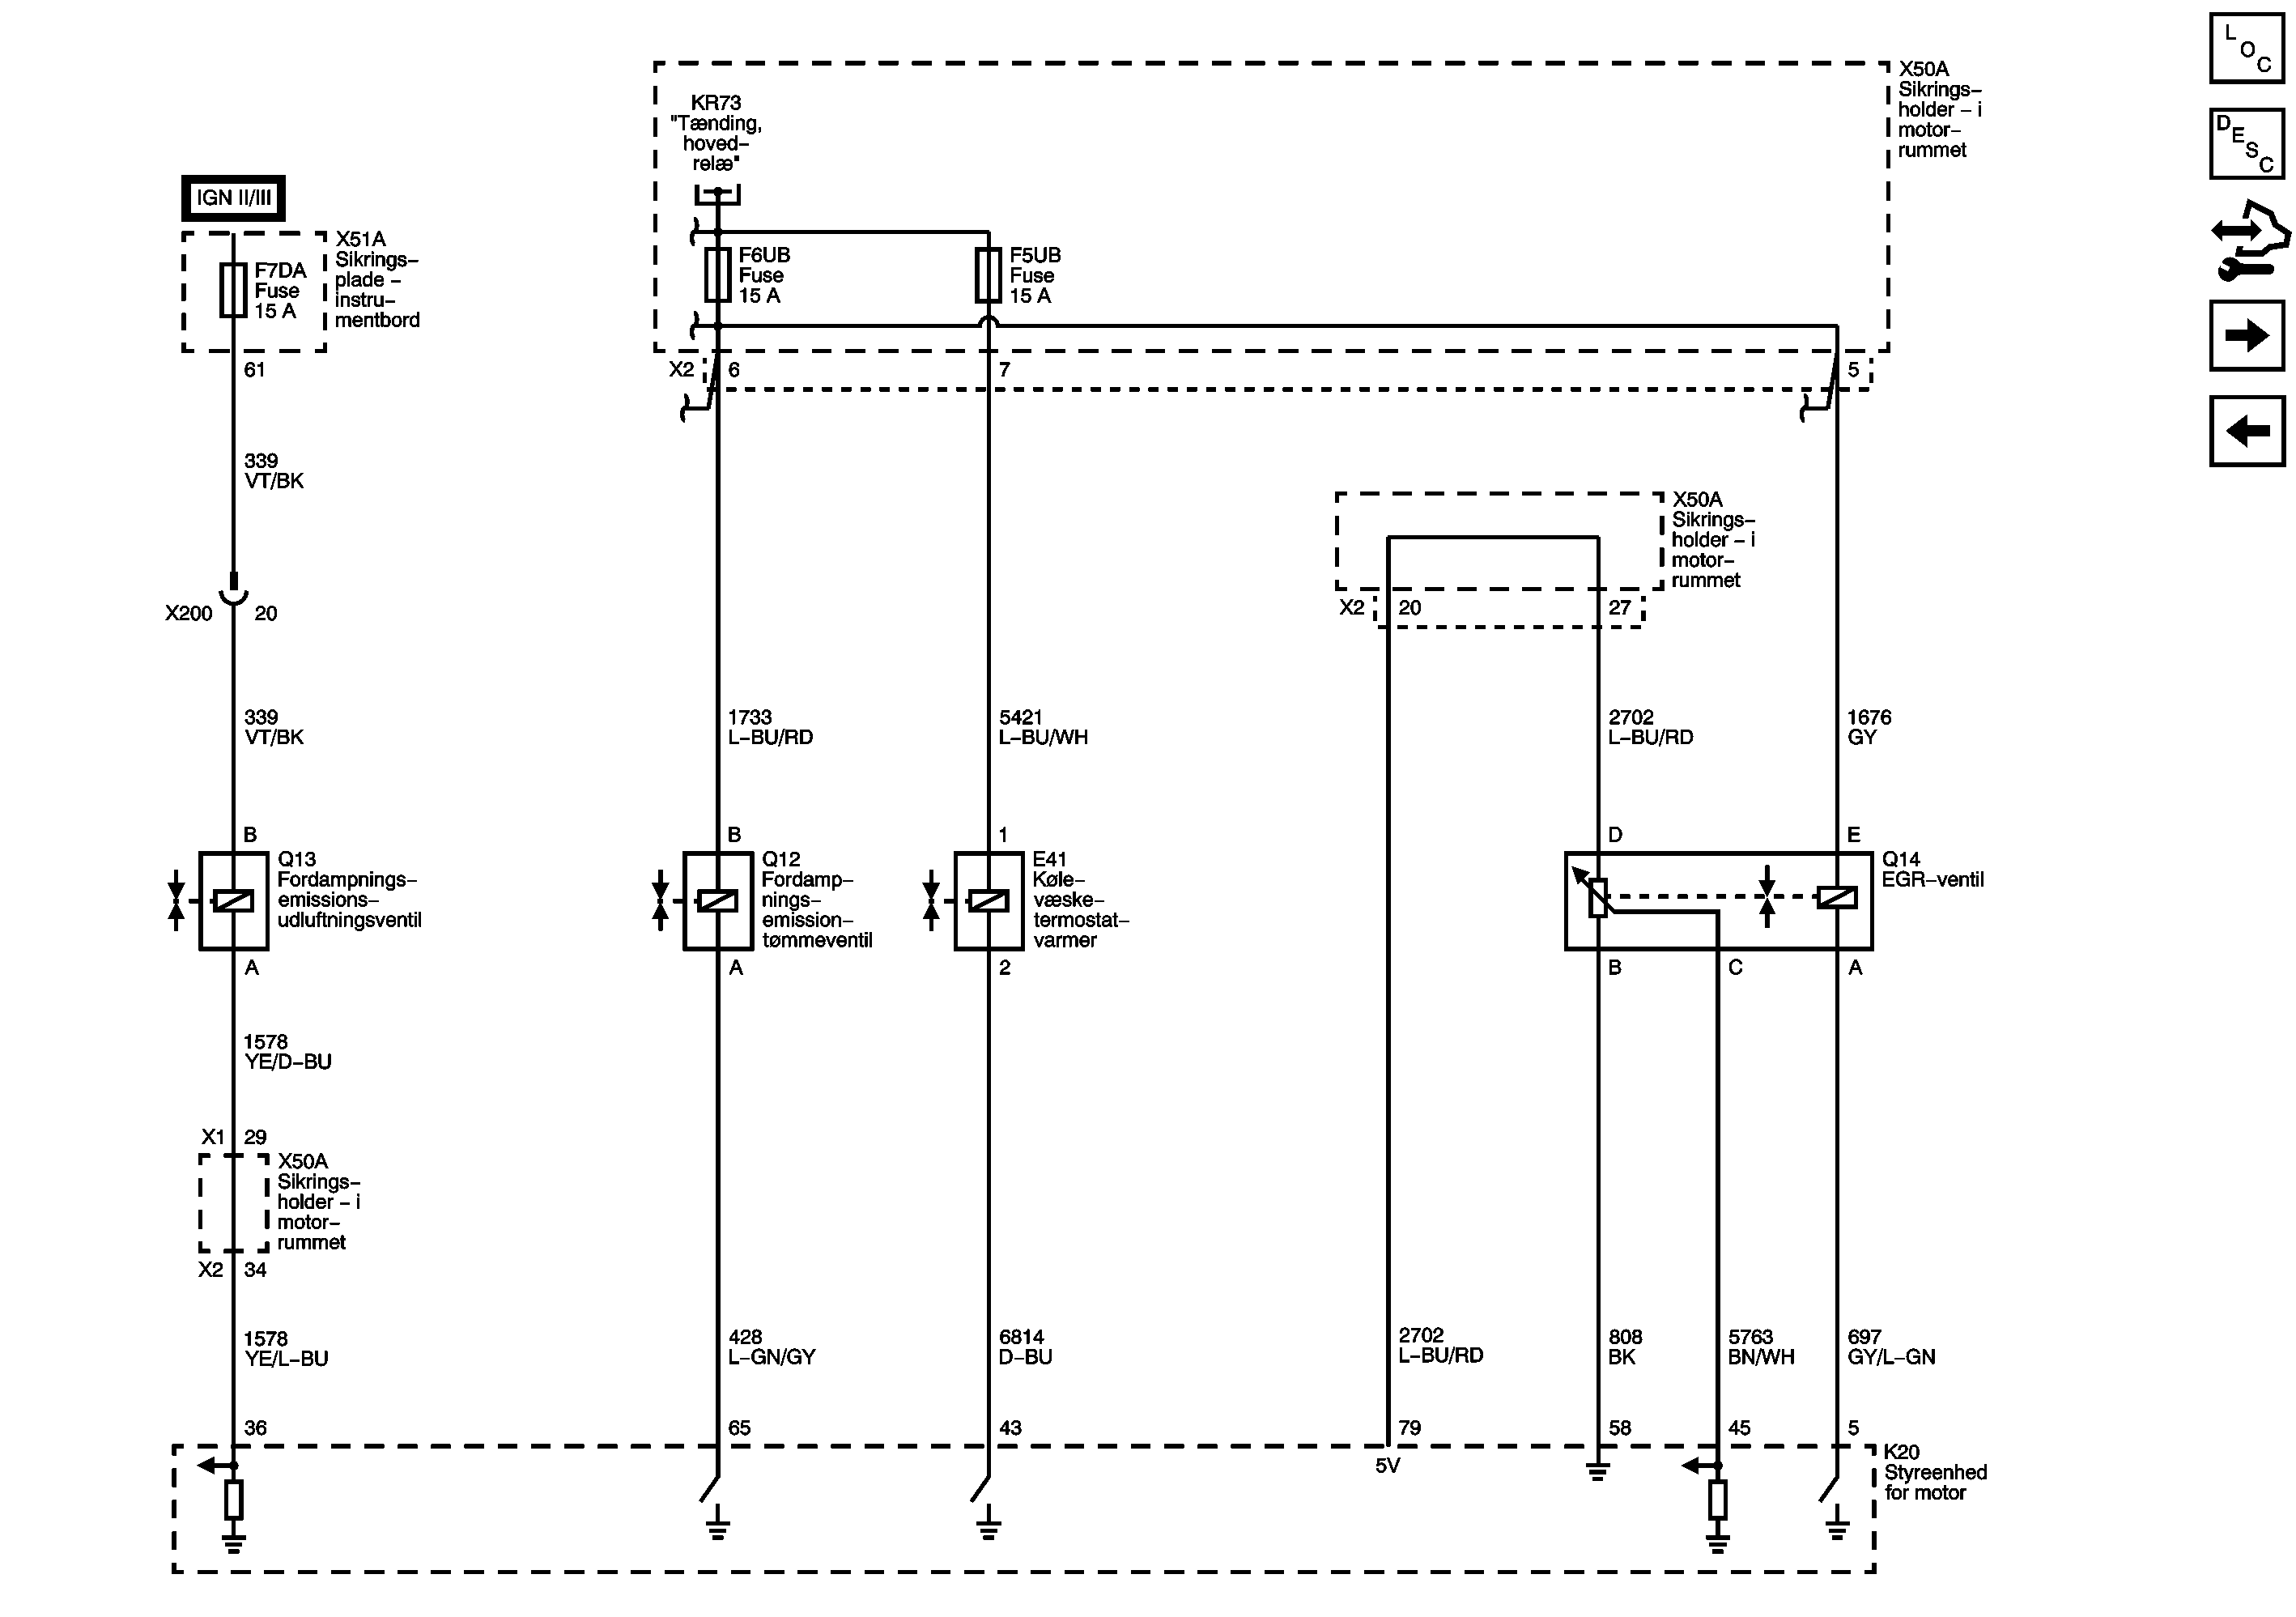 L
O
C
D
E
S
C
X50A
Sikrings–
holder – i
motor–
rummet
KR73
"Tænding,
hoved–
relæ"
IGN II/III
X51A
Sikrings–
plade –
instru–
mentbord
F7DA
Fuse
15 A
F6UB
Fuse
15 A
F5UB
Fuse
15 A
61
X2
6
7
5
339
VT/BK
X50A
Sikrings–
holder – i
motor–
rummet
X200
20
X2
20
27
339
VT/BK
1733
L–BU/RD
5421
L–BU/WH
2702
L–BU/RD
1676
GY
B
B
1
D
E
Q13
Fordampnings–
emissions–
udluftningsventil
Q12
Fordamp–
nings–
emission–
tømmeventil
E41
Køle–
væske–
termostat–
varmer
Q14
EGR–ventil
A
A
2
B
C
A
1578
YE/D–BU
X1
29
X50A
Sikrings–
holder – i
motor–
rummet
X2
34
1578
YE/L–BU
428
L–GN/GY
6814
D–BU
2702
L–BU/RD
808
BK
5763
BN/WH
697
GY/L–GN
36
65
43
79
58
45
5
5V
K20
Styreenhed
for motor